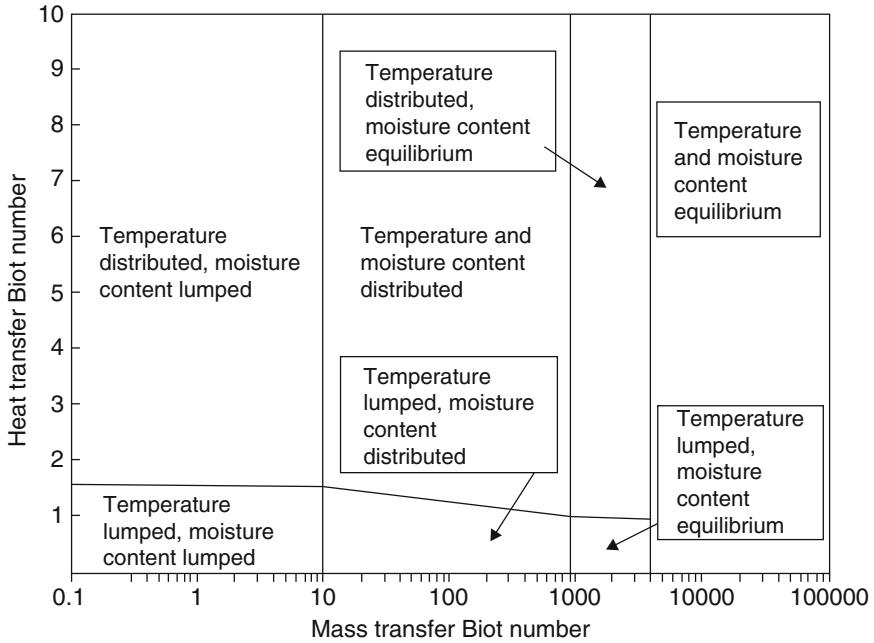 10
9
8
7
6
5
4
3
2
1
Heat transfer Biot number
Temperature
distributed,
moisture content
equilibrium
Temperature
and moisture
content
equilibrium
Temperature
distributed, moisture
content lumped
Temperature and
moisture content
distributed
Temperature
lumped, moisture
content
distributed
Temperature
lumped,
moisture
content
equilibrium
Temperature
lumped, moisture
content lumped
0.1
1
10
100
1000
10000
100000
Mass transfer Biot number